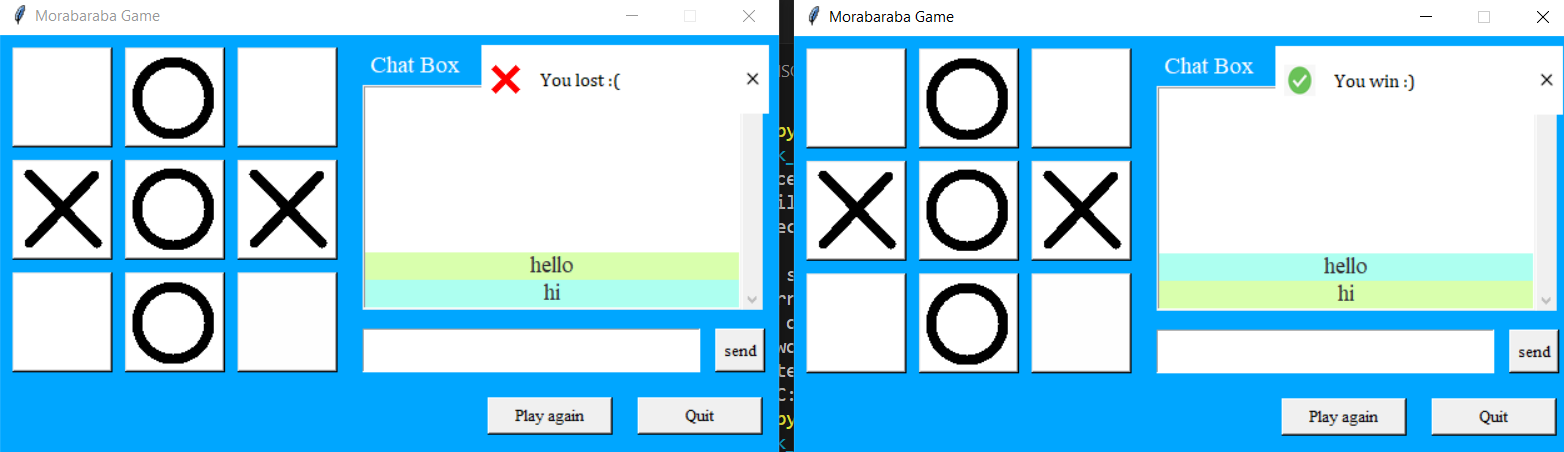 Morabaraba Game
Chat Box
You lost :(
hello
hi
send
Play again
Quit
Morabaraba Game
Chat Box
You win :)
hello
hi
send
Play again
Quit